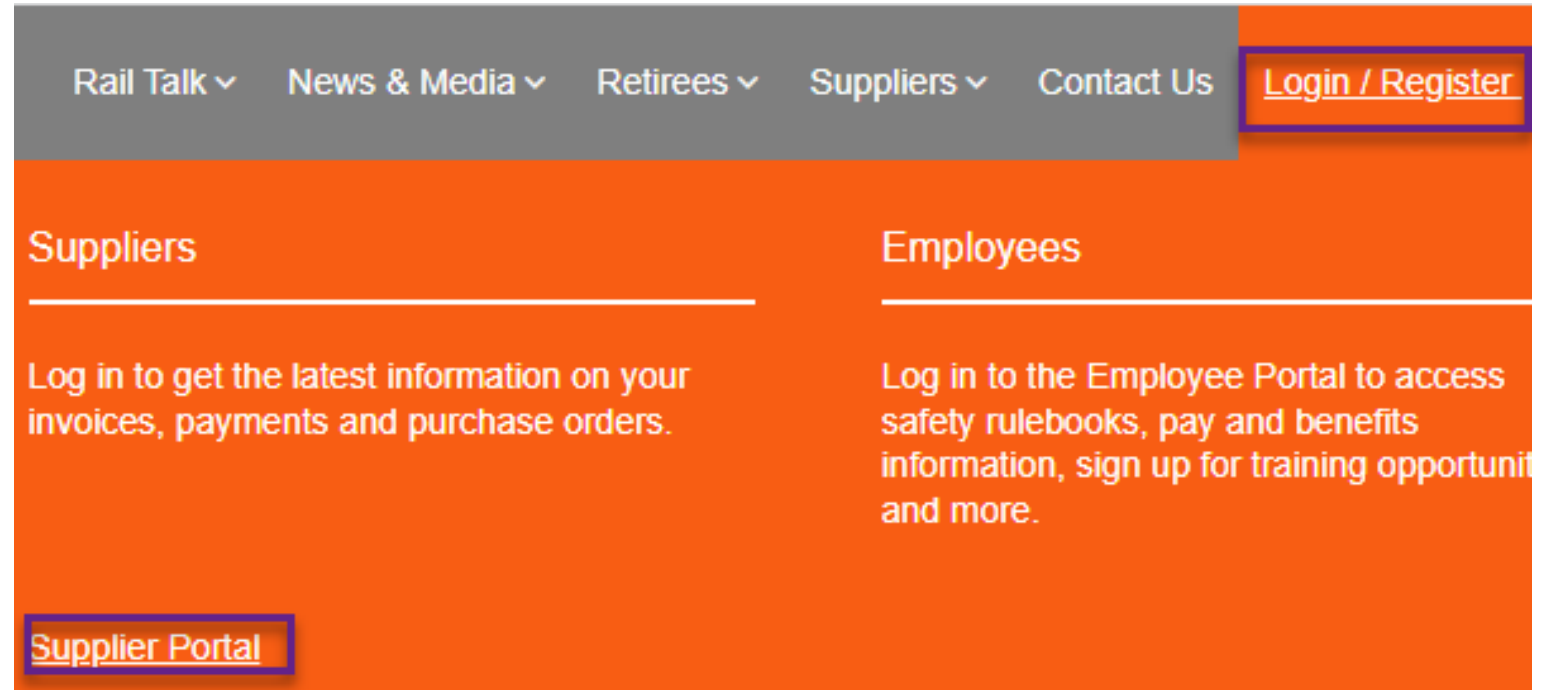 Rail Talk News & Media Retirees Suppliers Contact Us Login / Register
Suppliers
Log in to get the latest information on your
invoices, payments and purchase orders.
Supplier Portal
Employees
Log in to the Employee Portal to access
safety rulebooks, pay and benefits
information, sign up for training opportunit
and more.